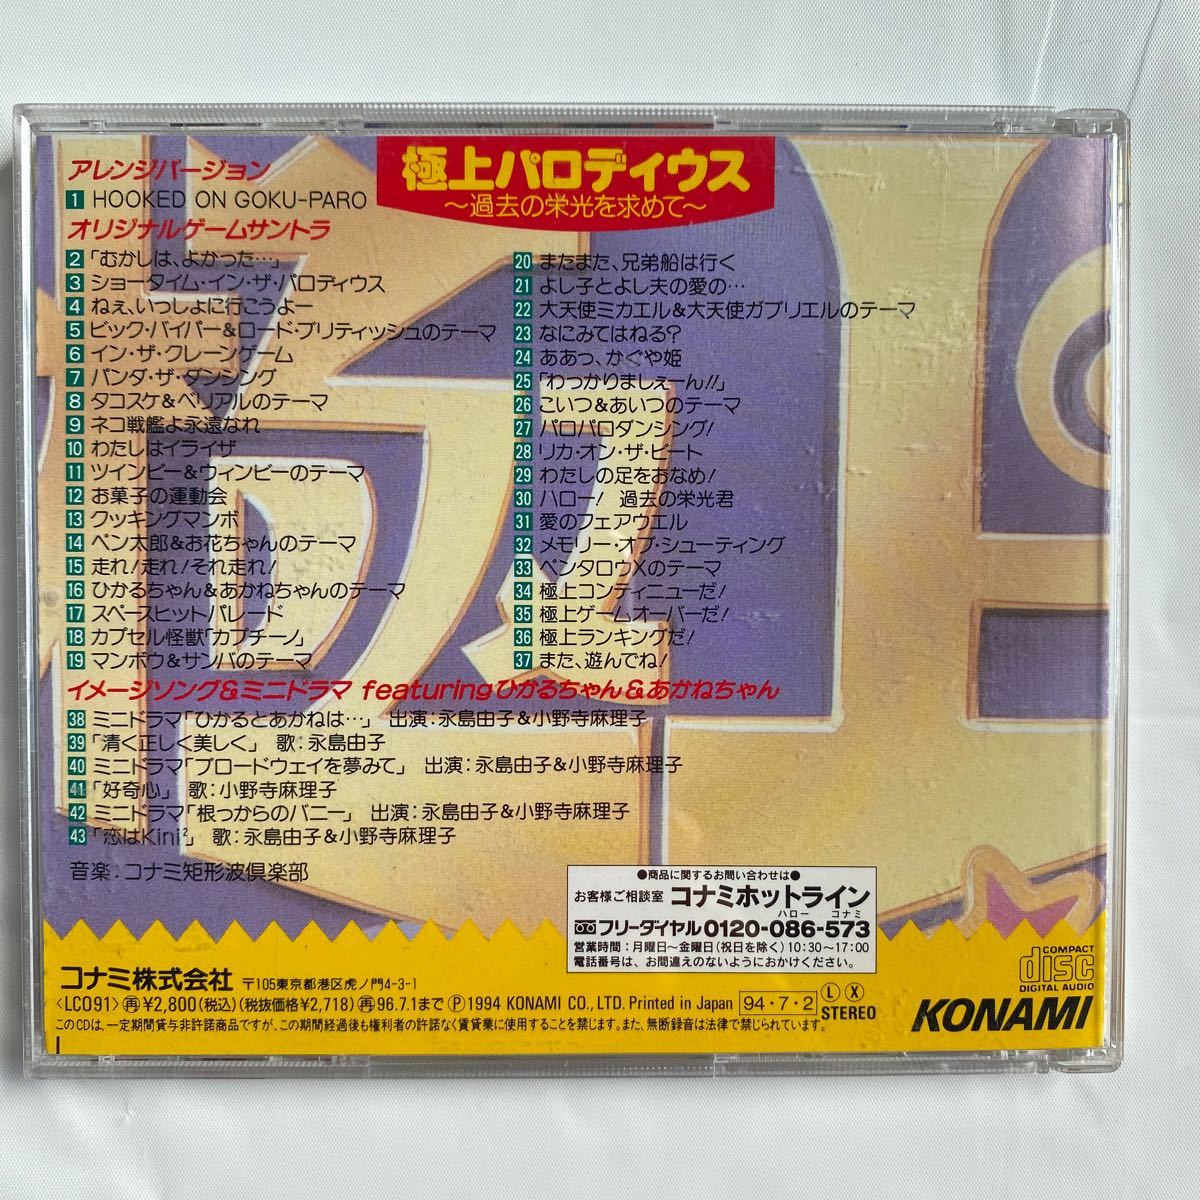 極上パロディウス
～過去の栄光を求めて～
アレンジバージョン
1 HOOKED ON GOKU-PARO
オリジナルゲームサントラ
2 「むかしは、よかった…」
3 ショータイム・イン・ザ・パロディウス
4 ねぇ、いっしょに行こうよー
5 ビック・バイパー&ロード・ブリティッシュのテーマ
6 イン・ザ・クレーンゲーム
7 パンダ・ザ・ダンシング
8 タコスケ&ベリアルのテーマ
9 ネコ戦艦よ永遠なれ
10 わたしはイライザ
11 ツインビー&ウィンビーのテーマ
12 お菓子の運動会
13 クッキングマンボ
14 ペン太郎&お花ちゃんのテーマ
15 走れ!走れ!それ走れ!
16 ひかるちゃん&あかねちゃんのテーマ
17 スペースヒットパレード
18 カプセル怪獣「カプチーノ」
19 マンボウ&サンバのテーマ
20 またまた、兄弟船は行く
21 よし子とよし夫の愛の…
22 大天使ミカエル&大天使ガブリエルのテーマ
23 なにみてはねる?
24 ああっ、かぐや姫
25 「わっかりましぇーん!!」
26 こいつ&あいつのテーマ
27 パロパロダンシング!
28 リカ・オン・ザ・ビート
29 わたしの足をおなめ!
30 ハロー! 過去の栄光君
31 愛のフェアウエル
32 メモリー・オブ・シューティング
33 ペンタロウXのテーマ
34 極上コンティニューだ!
35 極上ゲームオーバーだ!
36 極上ランキングだ!
37 また、遊んでね!
イメージソング&ミニドラマ featuringひかるちゃん&あかねちゃん
38 ミニドラマ「ひかるとあかねは…」 出演:永島由子&小野寺麻理子
39 「清く正しく美しく」 歌:永島由子
40 ミニドラマ「ブロードウェイを夢みて」 出演:永島由子&小野寺麻理子
41 「好奇心」 歌:小野寺麻理子
42 ミニドラマ「根っからのバニー」 出演:永島由子&小野寺麻理子
43 「恋はKini²」 歌:永島由子&小野寺麻理子
音楽:コナミ矩形波倶楽部
●商品に関するお問い合わせは●
お客様ご相談室 コナミホットライン
ハロー コナミ
フリーダイヤル0120-086-573
営業時間:月曜日～金曜日(祝日を除く)10:30～17:00
電話番号は、お間違えのないようにおかけください。
コナミ株式会社 〒105東京都港区虎ノ門4-3-1
〈LC091〉再¥2,800(税込)(税抜価格¥2,718)再96.7.1まで Ⓟ1994 KONAMI CO., LTD. Printed in Japan 94・7・2 L X STEREO
このCDは、一定期間貸与非許諾商品ですが、この期間経過後も権利者の許諾なく賃貸業に使用することを禁じます。また、無断録音は法律で禁じられています。
COMPACT
disc
DIGITAL AUDIO
KONAMI